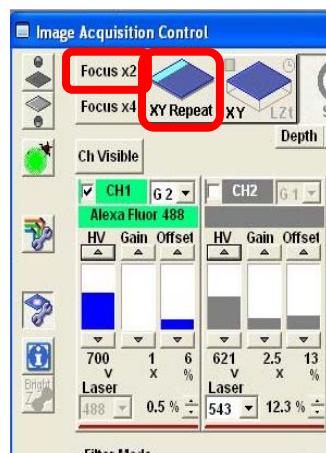 Image Acquisition Control
Focus x2
Focus x4
XY Repeat
XY
LZt
Depth
Ch Visible
CH1 G 2
CH2 G 1
Alexa Fluor 488
HV Gain Offset
HV Gain Offset
700 1 6
V X %
621 2.5 13
V X %
Laser
488 0.5 %
Laser
543 12.3 %
Bright
Z